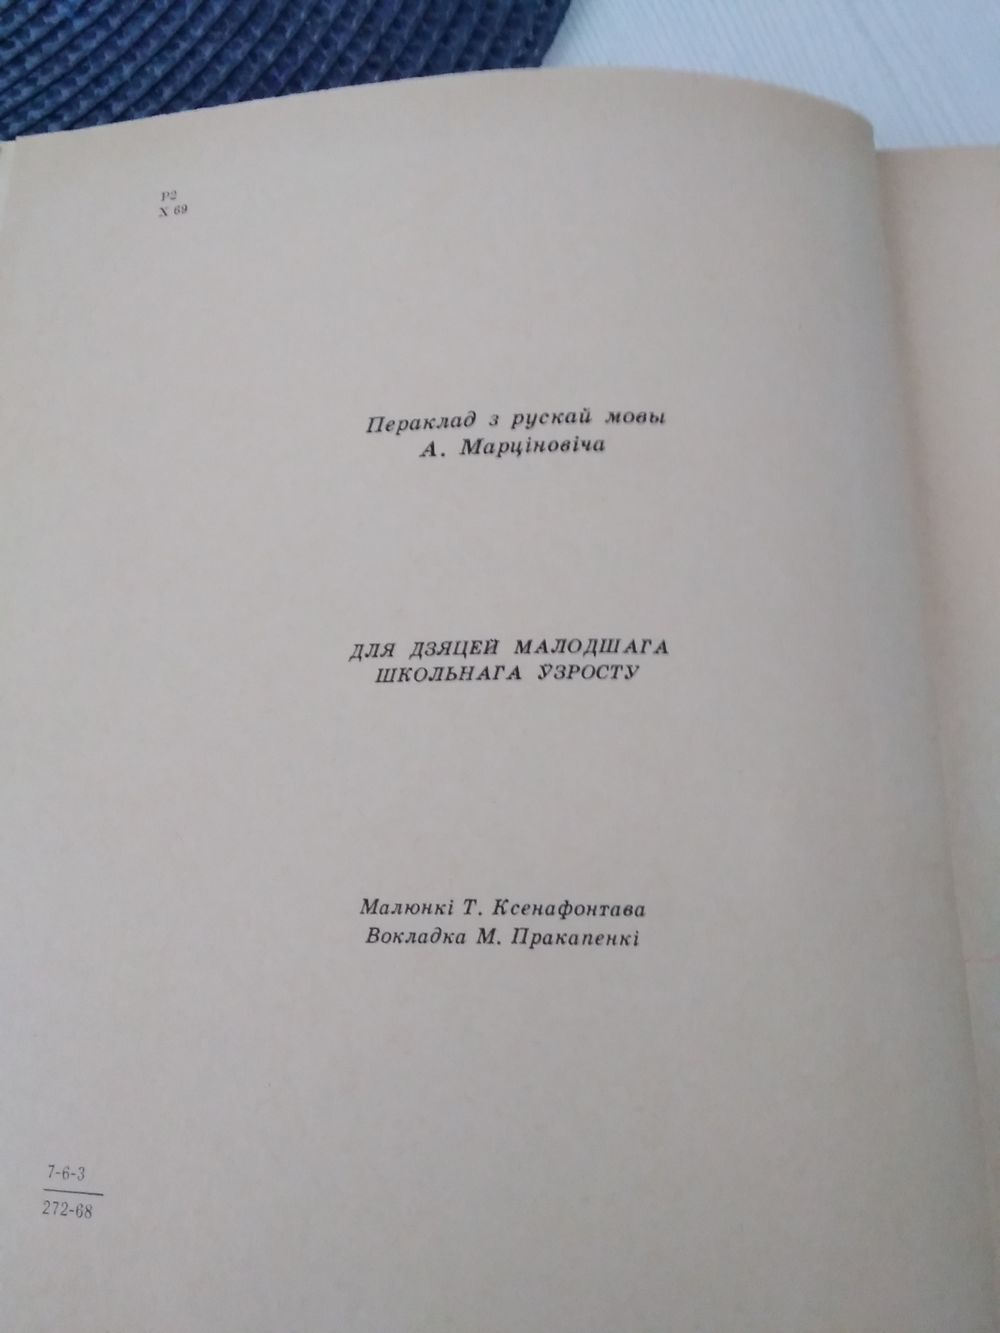 Р2
Х 69
Пераклад з рускай мовы
А. Марціновіча
ДЛЯ ДЗЯЦЕЙ МАЛОДШАГА
ШКОЛЬНАГА ЎЗРОСТУ
Малюнкі Т. Ксенафонтава
Вокладка М. Пракапенкі
7-6-3
272-68